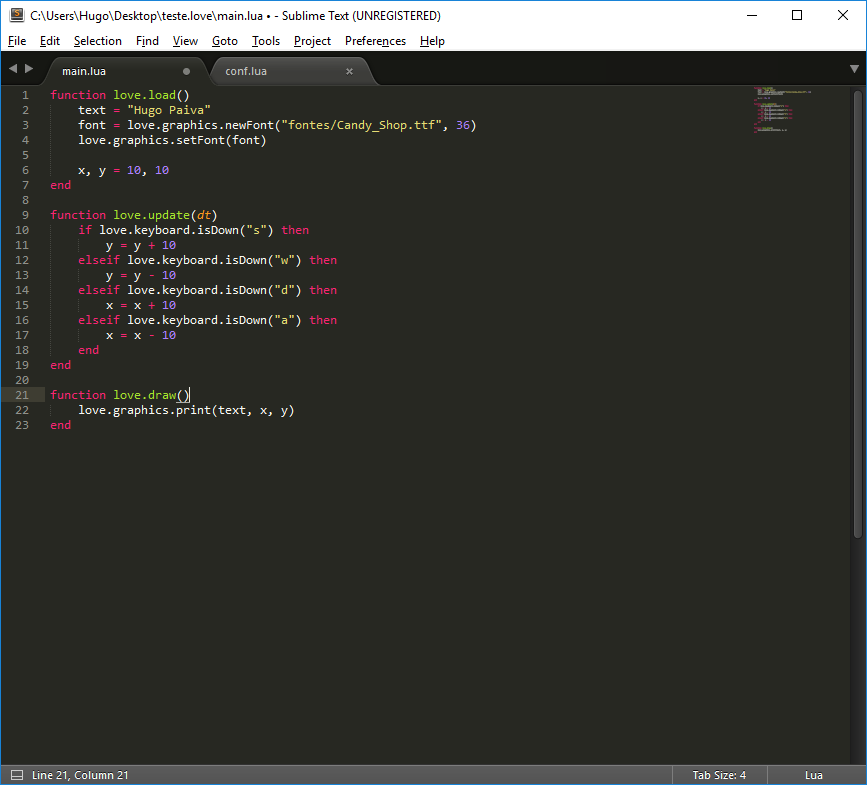 C:\Users\Hugo\Desktop\teste.love\main.lua • - Sublime Text (UNREGISTERED)
File Edit Selection Find View Goto Tools Project Preferences Help
main.lua conf.lua
1 function love.load()
2     text = "Hugo Paiva"
3     font = love.graphics.newFont("fontes/Candy_Shop.ttf", 36)
4     love.graphics.setFont(font)
5
6     x, y = 10, 10
7 end
8
9 function love.update(dt)
10     if love.keyboard.isDown("s") then
11         y = y + 10
12     elseif love.keyboard.isDown("w") then
13         y = y - 10
14     elseif love.keyboard.isDown("d") then
15         x = x + 10
16     elseif love.keyboard.isDown("a") then
17         x = x - 10
18     end
19 end
20
21 function love.draw()
22     love.graphics.print(text, x, y)
23 end
Line 21, Column 21 Tab Size: 4 Lua